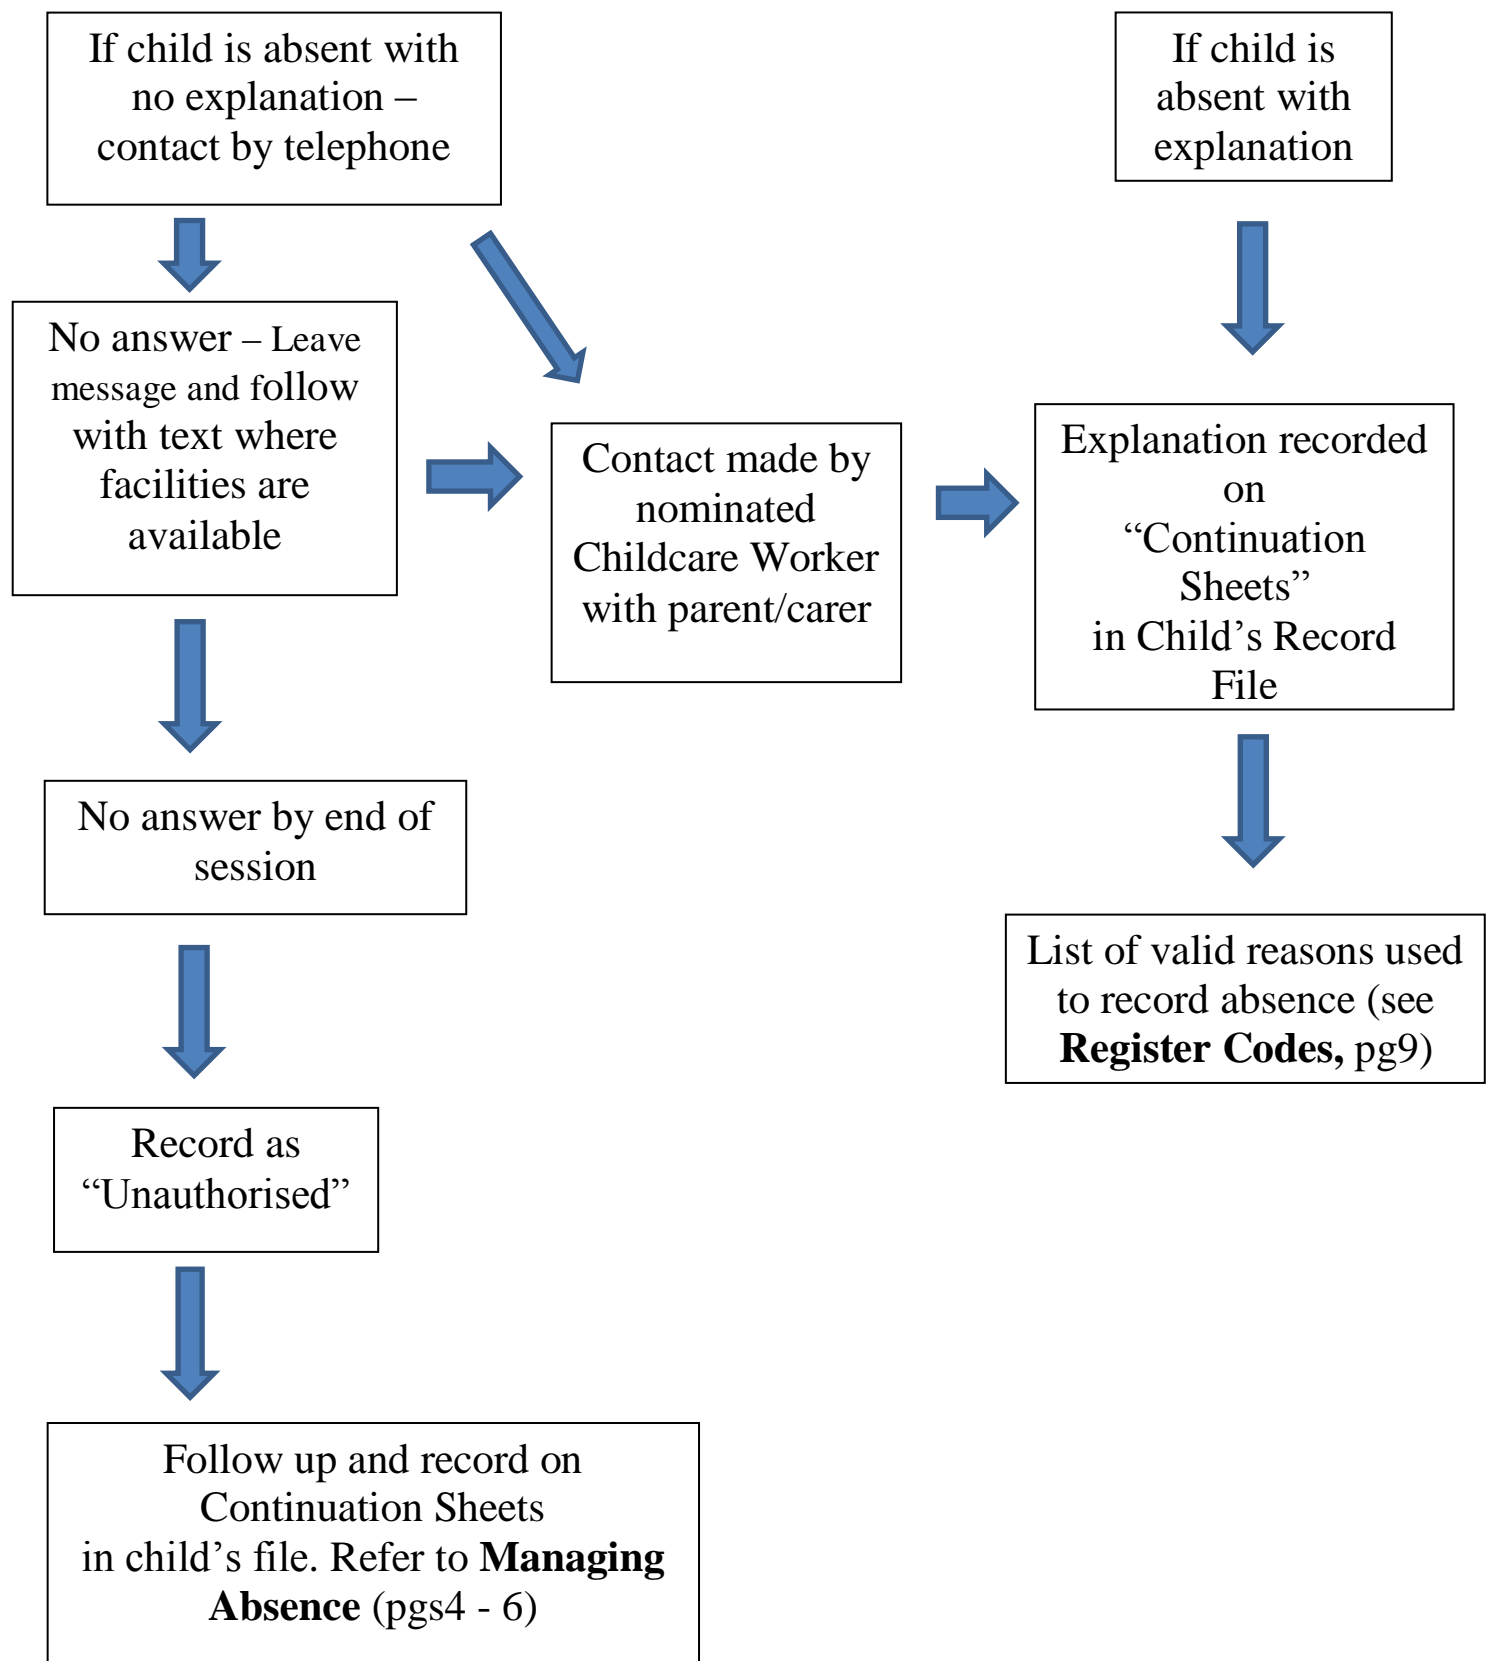 If child is absent with
no explanation –
contact by telephone
If child is
absent with
explanation
No answer – Leave
message and follow
with text where
facilities are
available
Contact made by
nominated
Childcare Worker
with parent/carer
Explanation recorded
on
“Continuation
Sheets”
in Child’s Record
File
No answer by end of
session
List of valid reasons used
to record absence (see
Register Codes, pg9)
Record as
“Unauthorised”
Follow up and record on
Continuation Sheets
in child’s file. Refer to Managing
Absence (pgs4 - 6)